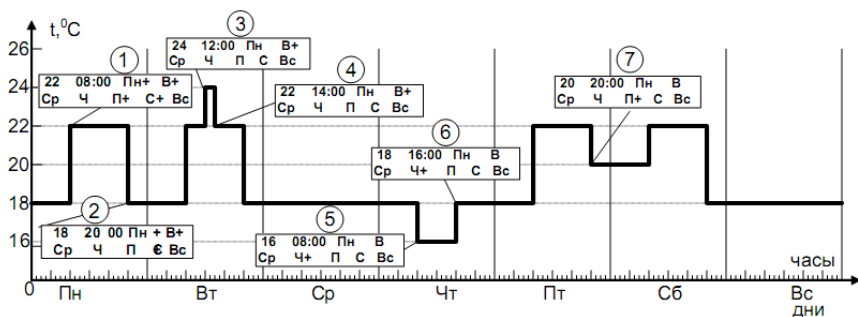 t,⁰C
26
24
22
20
18
16
0
1
22 08:00 Пн+ В+
Ср Ч П+ С+ Вс
2
18 20 00 Пн + В+
Ср Ч П Є Вс
3
24 12:00 Пн В+
Ср Ч П С Вс
4
22 14:00 Пн В+
Ср Ч П С Вс
5
16 08:00 Пн В
Ср Ч+ П С Вс
6
18 16:00 Пн В
Ср Ч+ П С Вс
7
20 20:00 Пн В
Ср Ч П+ С Вс
часы
Пн Вт Ср Чт Пт Сб Вс
дни